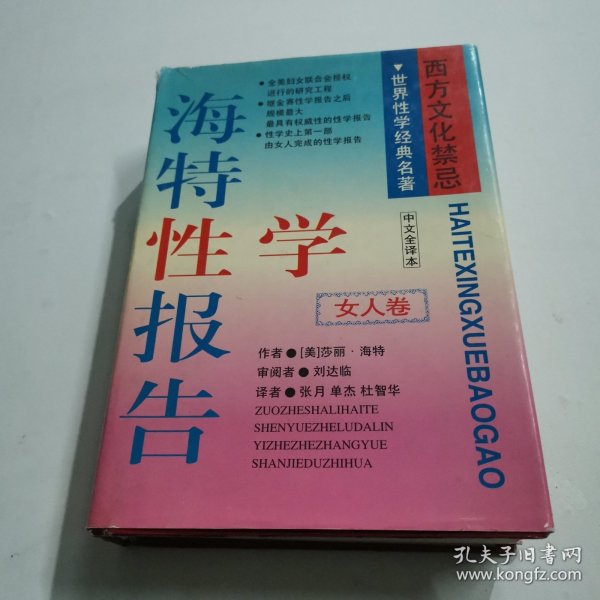 西方文化禁忌
▼世界性学经典名著
●全美妇女联合会授权
进行的研究工程
●继金赛性学报告之后
规模最大
最具有权威性的性学报告
●性学史上第一部
由女人完成的性学报告
海特性学报告
中文全译本
女人卷
HAITEXINGXUEBAOGAO
作者●[美]莎丽·海特
审阅者●刘达临
译者●张月 单杰 杜智华
ZUOZHESHALIHAITE
SHENYUEZHELUDALIN
YIZHEZHEZHANGYUE
SHANJIEDUZHIHUA
孔夫子旧书网
www.kongfz.com